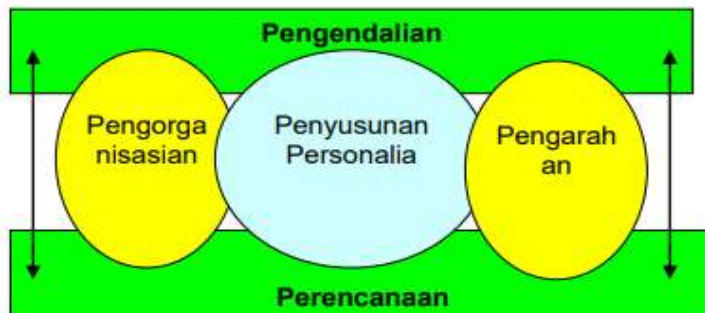 Pengendalian
Pengorga
nisasian
Penyusunan
Personalia
Pengarah
an
Perencanaan